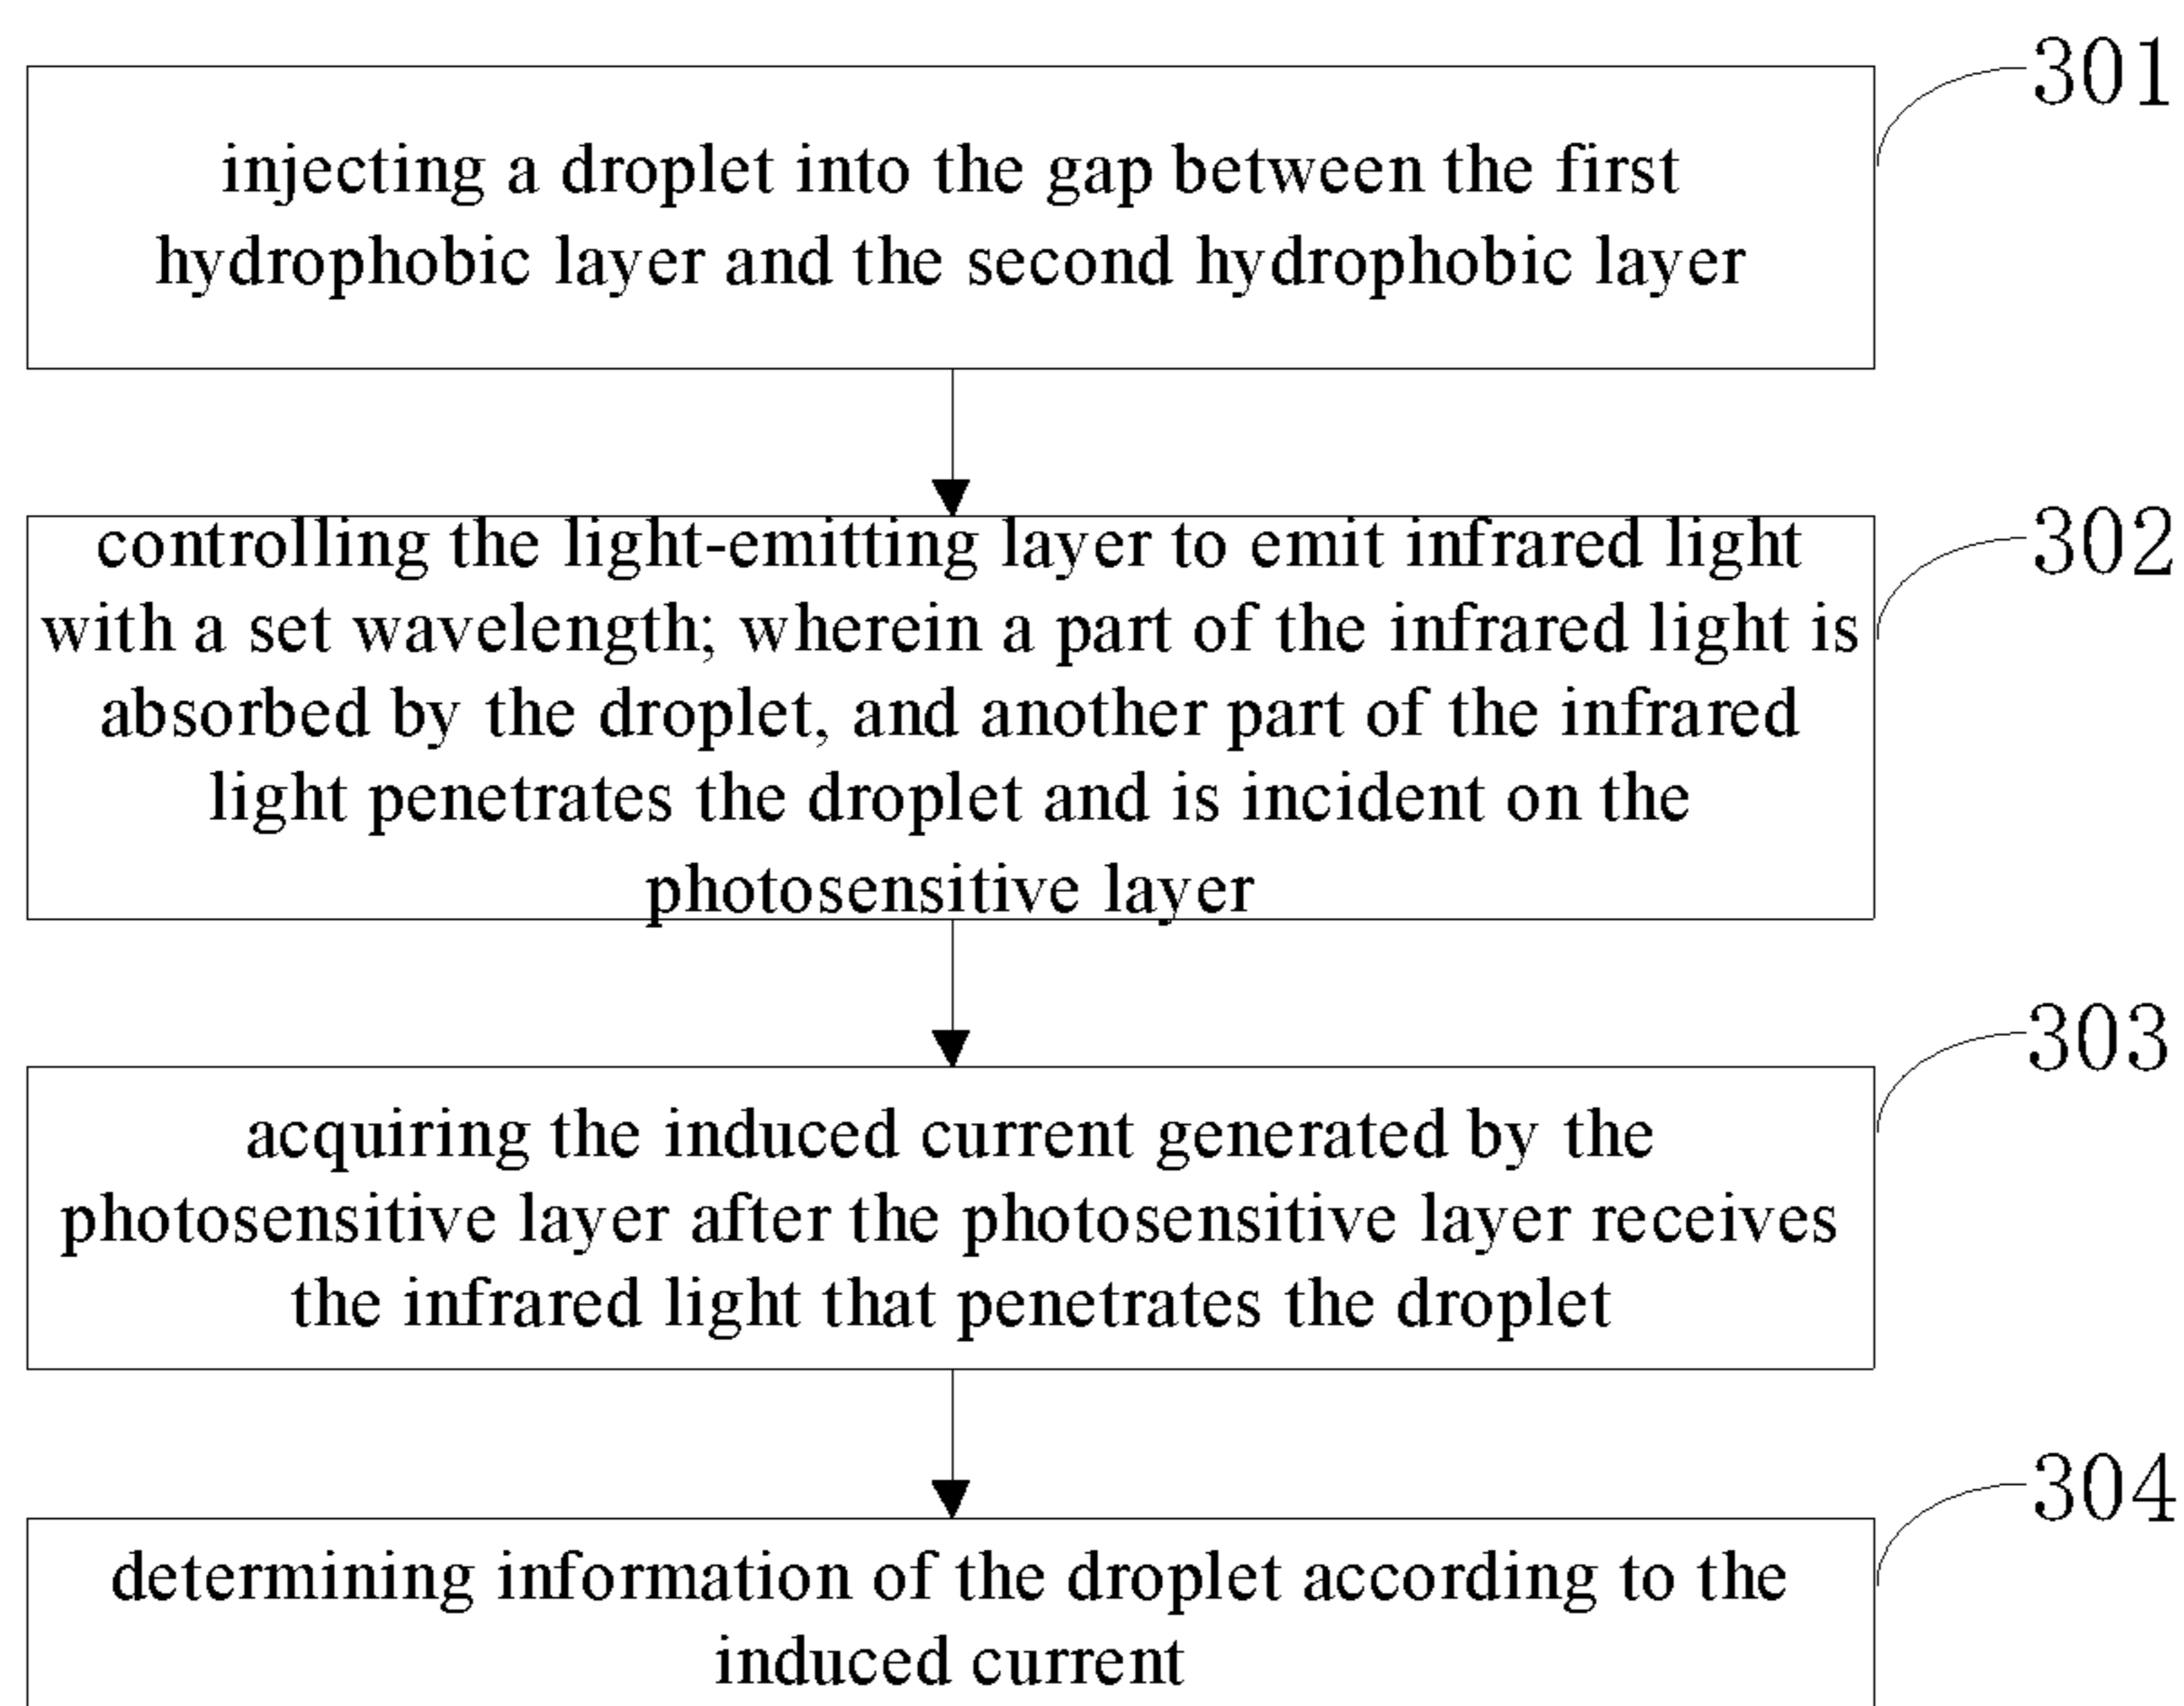 301
injecting a droplet into the gap between the first
hydrophobic layer and the second hydrophobic layer
302
controlling the light-emitting layer to emit infrared light
with a set wavelength; wherein a part of the infrared light is
absorbed by the droplet, and another part of the infrared
light penetrates the droplet and is incident on the
photosensitive layer
303
acquiring the induced current generated by the
photosensitive layer after the photosensitive layer receives
the infrared light that penetrates the droplet
304
determining information of the droplet according to the
induced current